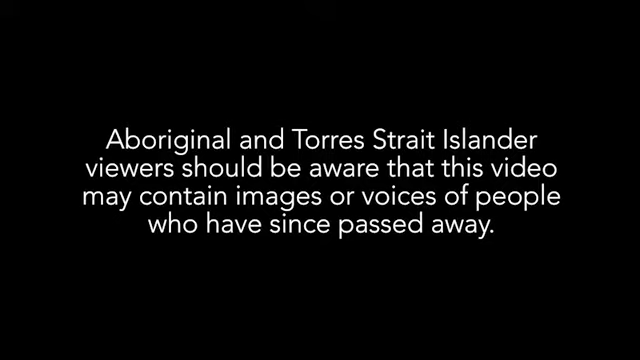 Aboriginal and Torres Strait Islander
viewers should be aware that this video
may contain images or voices of people
who have since passed away.